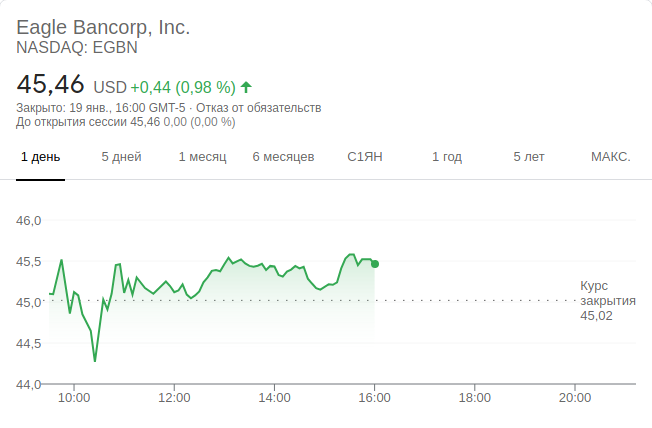 Eagle Bancorp, Inc.
NASDAQ: EGBN
45,46 USD +0,44 (0,98 %)
Закрыто: 19 янв., 16:00 GMT-5 · Отказ от обязательств
До открытия сессии 45,46 0,00 (0,00 %)
1 день 5 дней 1 месяц 6 месяцев С1ЯН 1 год 5 лет МАКС.
46,0
45,5
45,0
44,5
44,0
Курс
закрытия
45,02
10:00 12:00 14:00 16:00 18:00 20:00